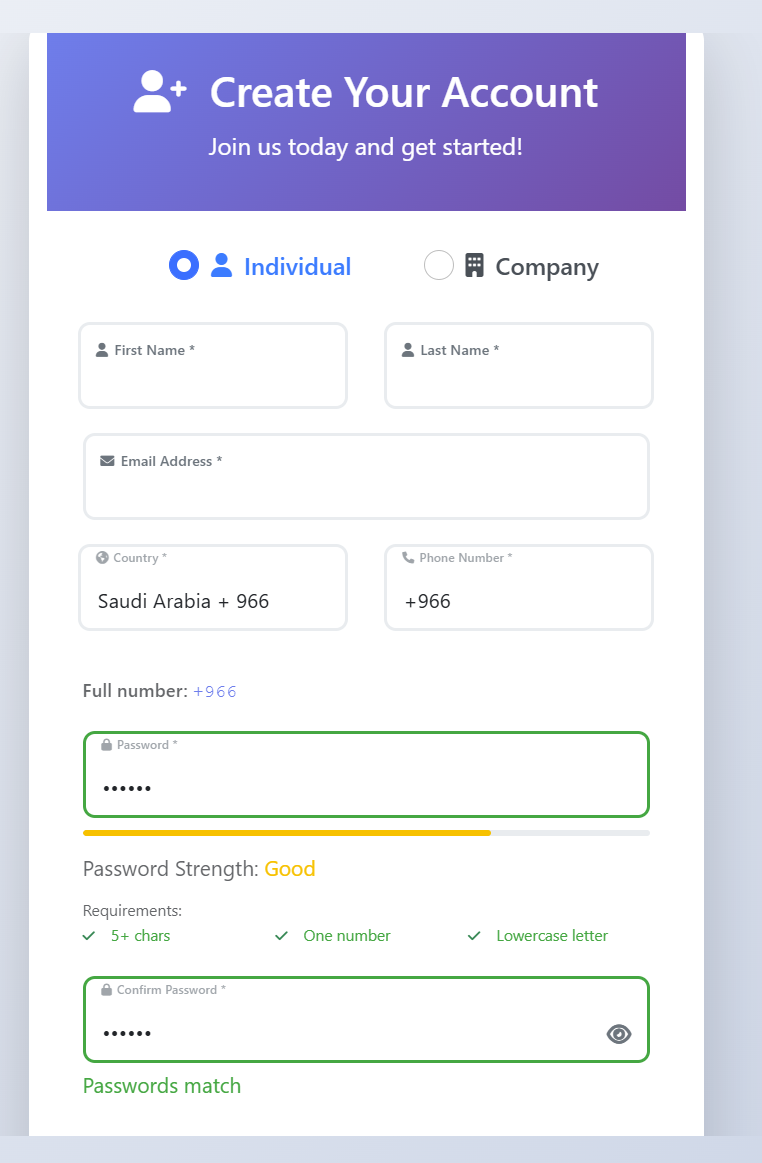 Create Your Account
Join us today and get started!
Individual Company
First Name * Last Name *
Email Address *
Country * Phone Number *
Saudi Arabia + 966 +966
Full number: +966
Password *
••••••
Password Strength: Good
Requirements:
5+ chars One number Lowercase letter
Confirm Password *
••••••
Passwords match